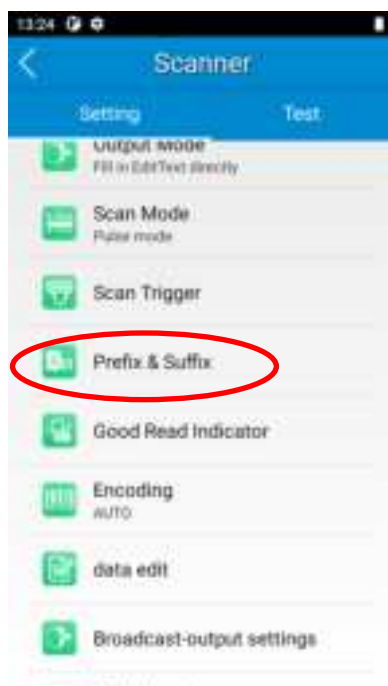 13:24
Scanner
Setting Test
Output Mode
Fill in EditText directly
Scan Mode
Pulse mode
Scan Trigger
Prefix & Suffix
Good Read Indicator
Encoding
AUTO
data edit
Broadcast-output settings